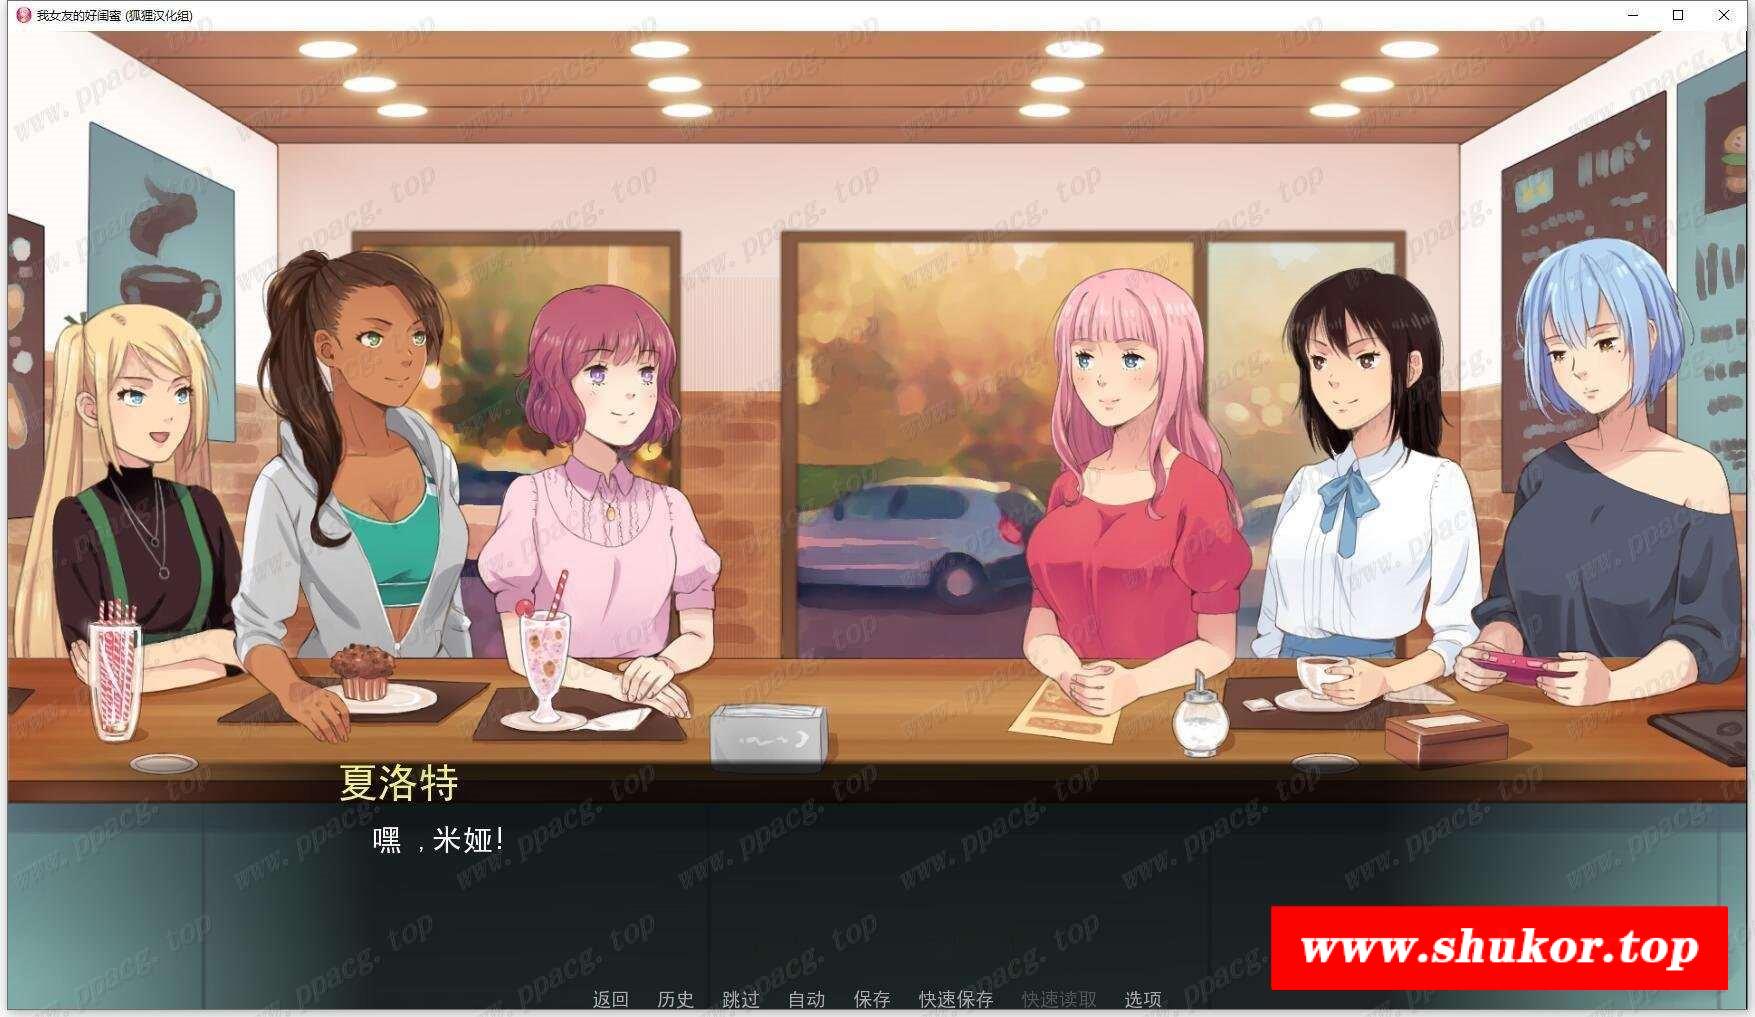 我女友的好闺蜜 (狐狸汉化组)
夏洛特
嘿，米娅!
www.shukor.top
返回 历史 跳过 自动 保存 快速保存 快速读取 选项
www.ppacg.top